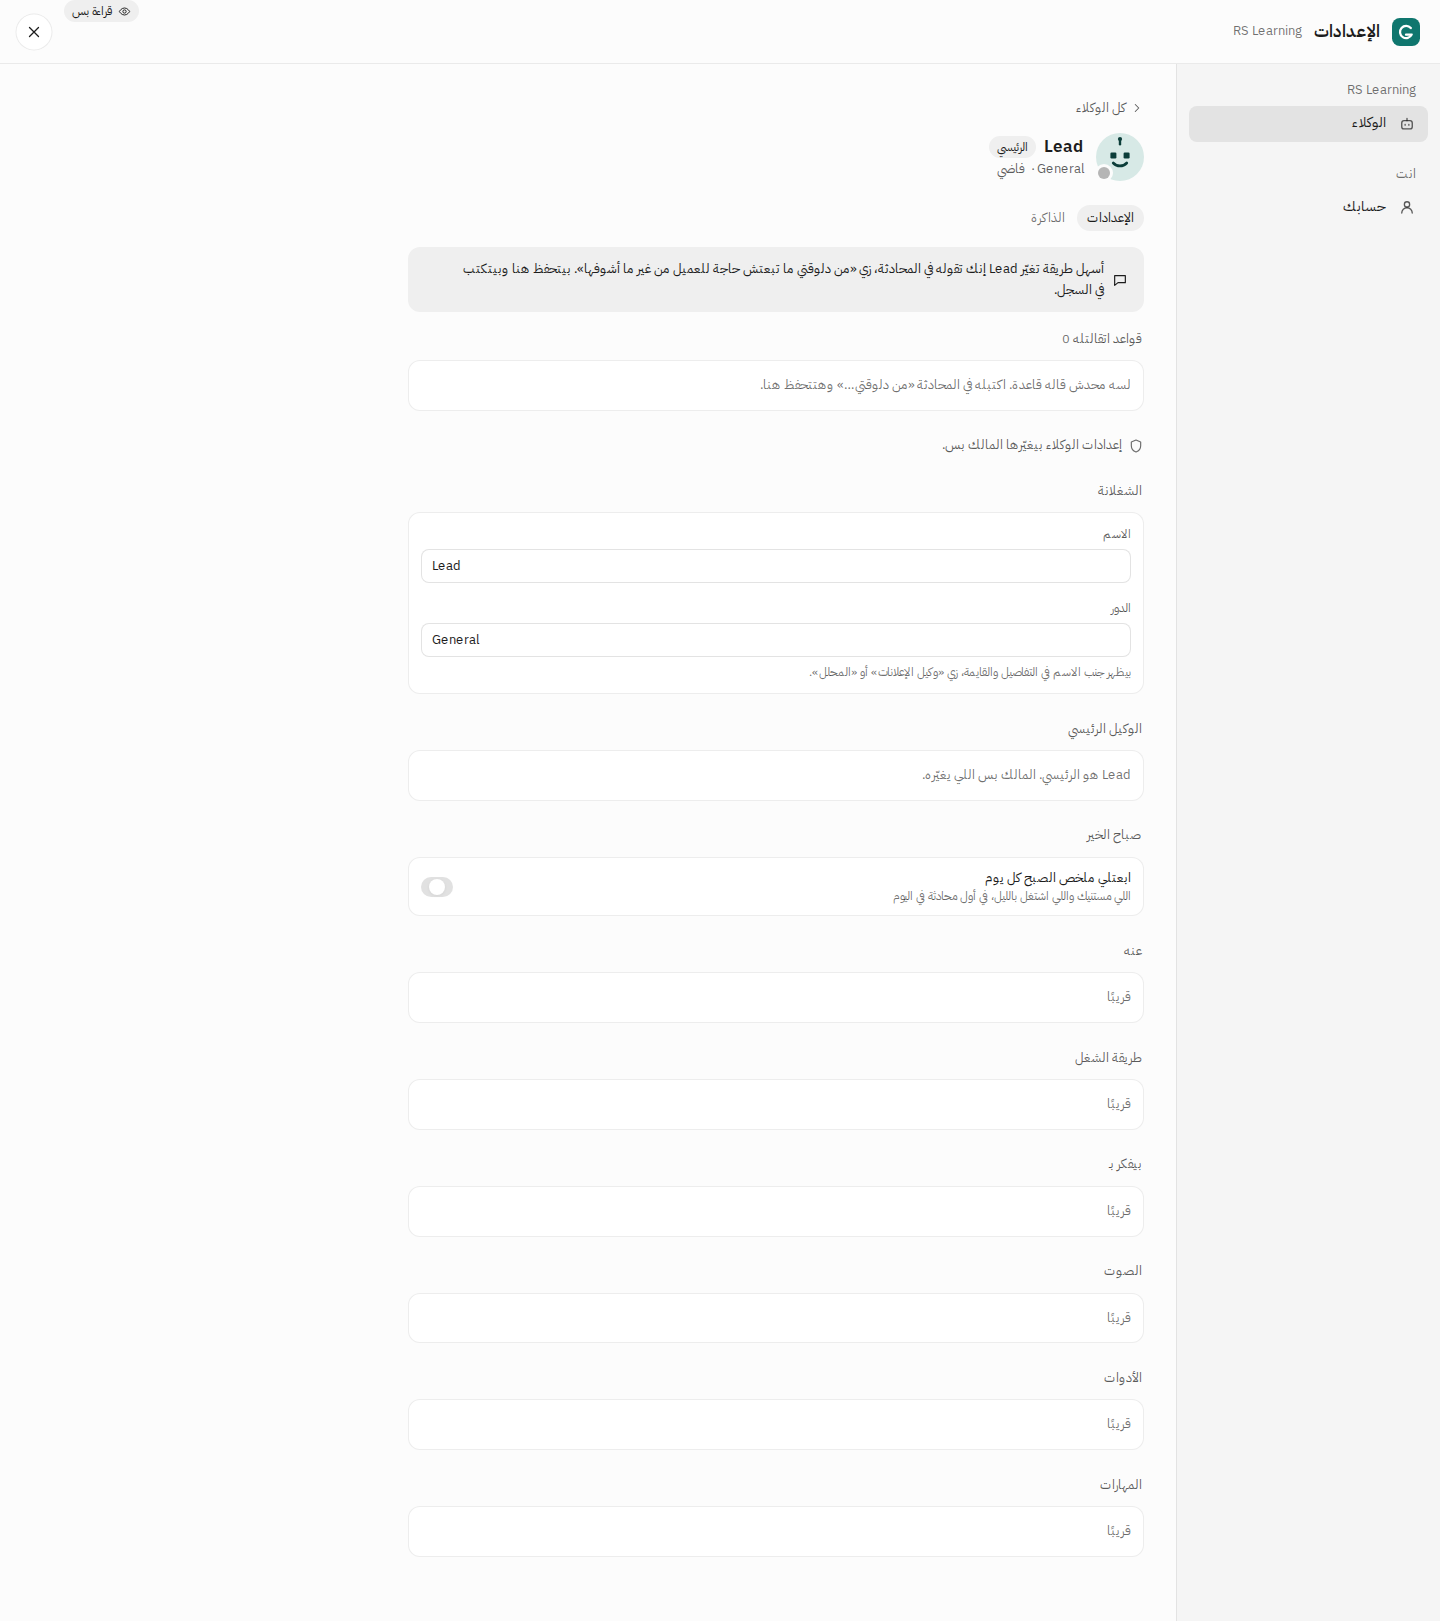 الإعدادات RS Learning
قراءة بس
RS Learning
الوكلاء
انت
حسابك
كل الوكلاء
Lead الرئيسي
General · فاضي
الإعدادات الذاكرة
أسهل طريقة تغيّر Lead إنك تقوله في المحادثة، زي «من دلوقتي ما تبعتش حاجة للعميل من غير ما أشوفها». بيتحفظ هنا وبيتكتب
في السجل.
قواعد اتقالتله 0
لسه محدش قاله قاعدة. اكتبله في المحادثة «من دلوقتي…» وهتتحفظ هنا.
إعدادات الوكلاء بيغيّرها المالك بس.
الشغلانة
الاسم
Lead
الدور
General
بيظهر جنب الاسم في التفاصيل والقايمة، زي «وكيل الإعلانات» أو «المحلل».
الوكيل الرئيسي
Lead هو الرئيسي. المالك بس اللي يغيّره.
صباح الخير
ابعتلي ملخص الصبح كل يوم
اللي مستنيك واللي اشتغل بالليل، في أول محادثة في اليوم
عنه
قريبًا
طريقة الشغل
قريبًا
بيفكر بـ
قريبًا
الصوت
قريبًا
الأدوات
قريبًا
المهارات
قريبًا